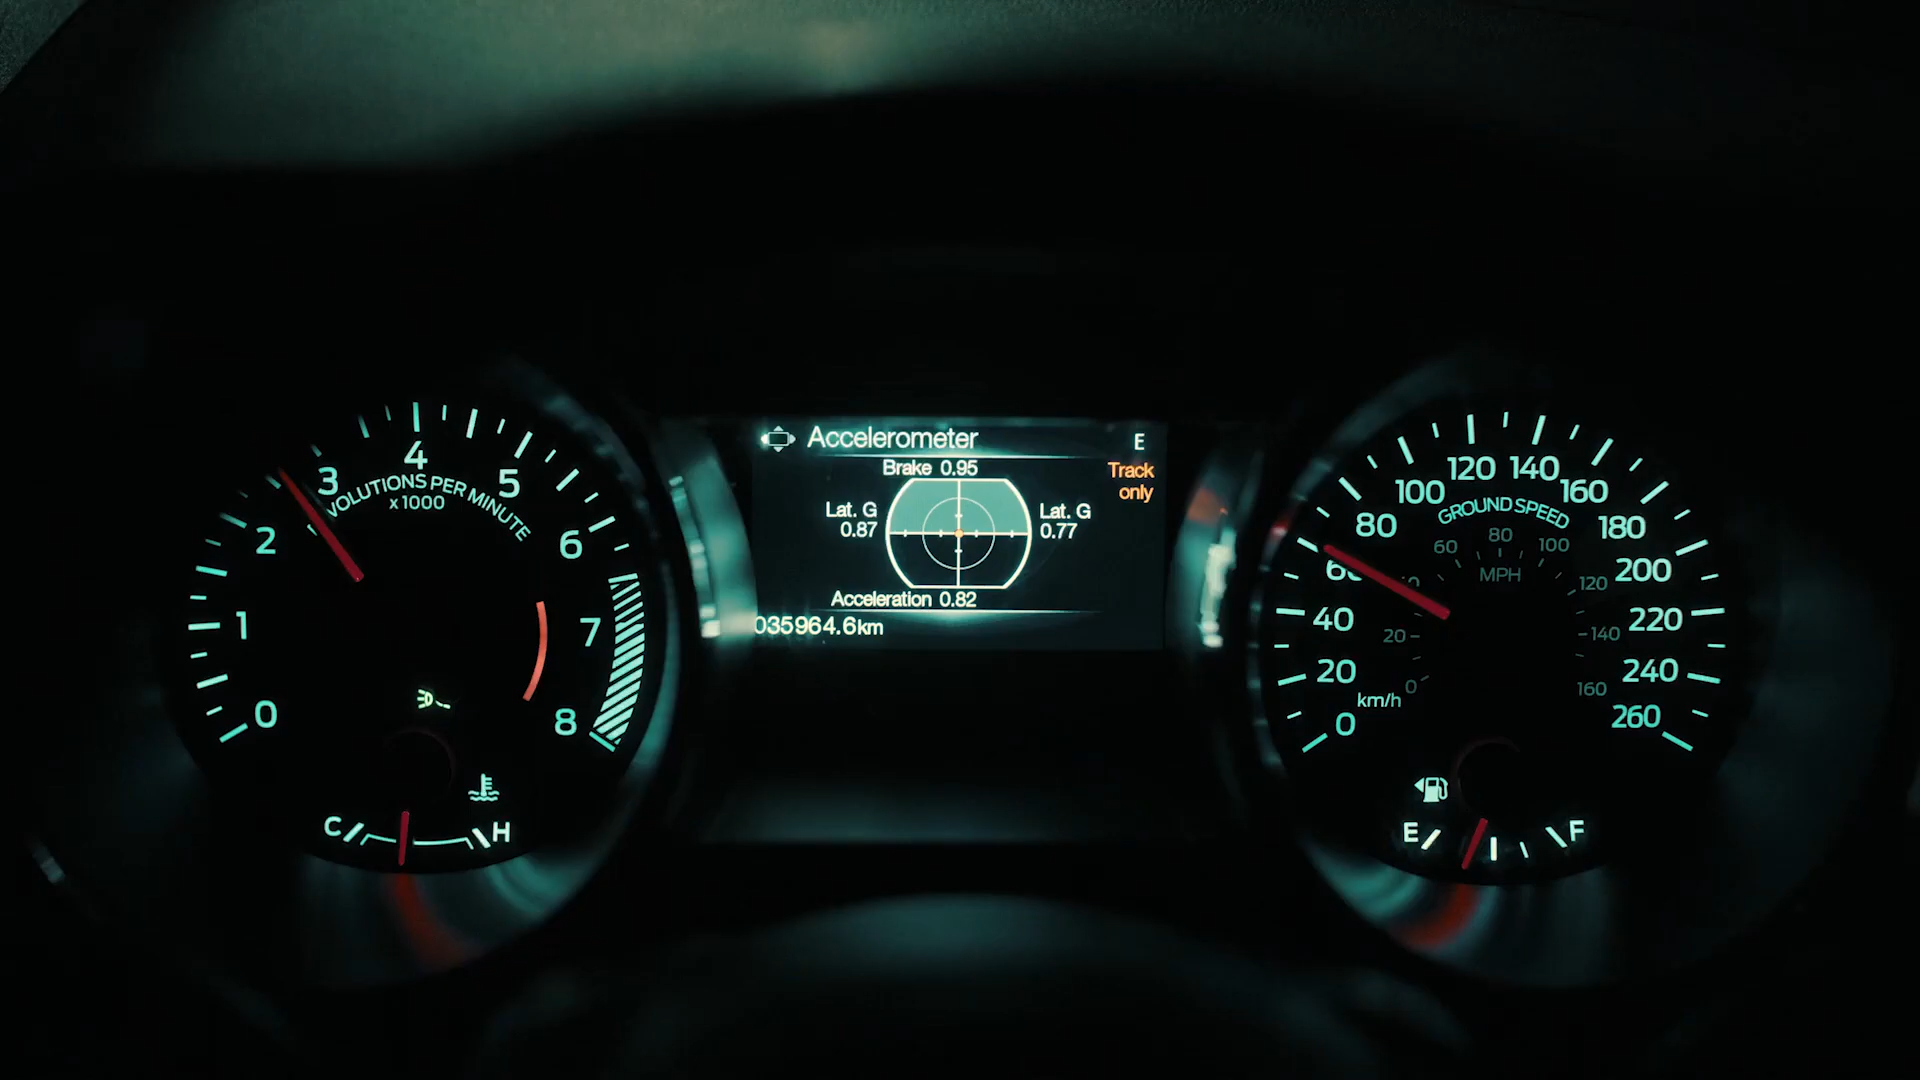 0
1
2
3
4
5
6
7
8
VOLUTIONS PER MINUTE
x1000
C
H
Accelerometer
E
Brake 0.95
Track
only
Lat. G
0.87
Lat. G
0.77
Acceleration 0.82
035964.6km
0
20
40
80
100
120
140
160
180
200
220
240
260
GROUND SPEED
km/h
0
20
60
80
100
120
140
160
MPH
E
F